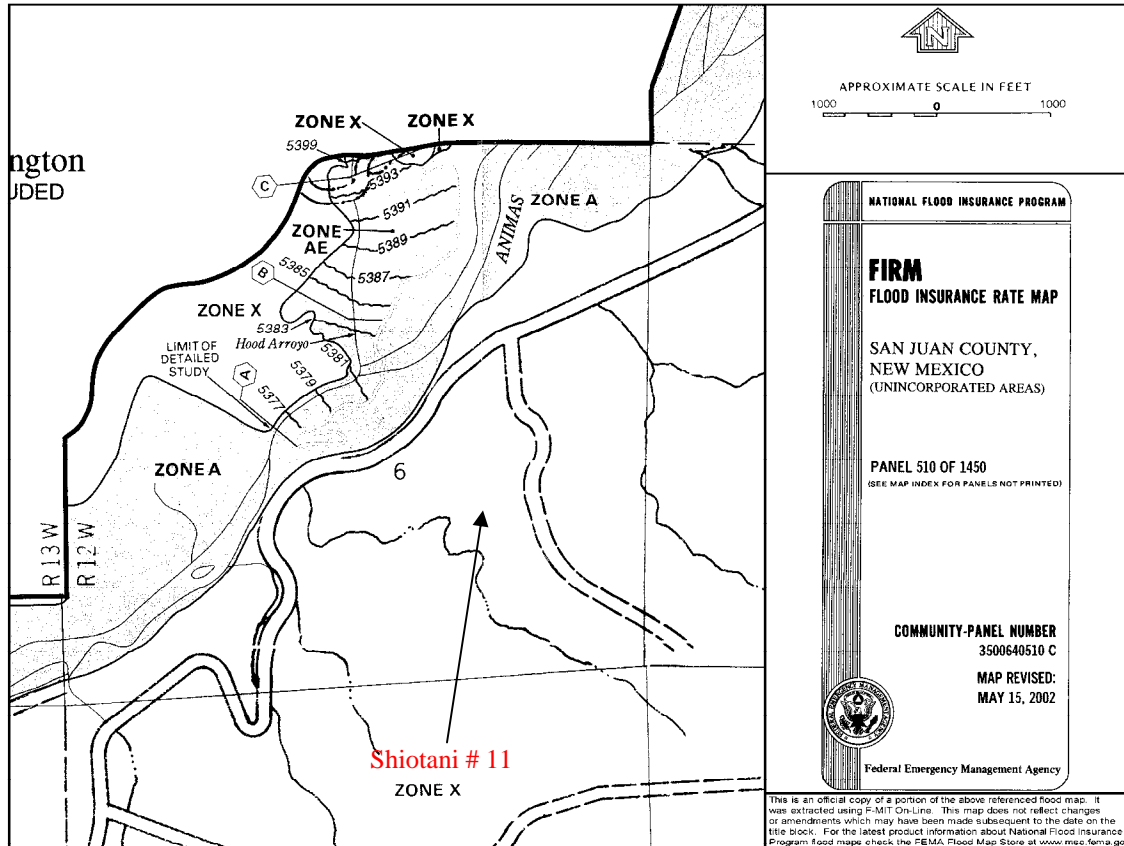 ngton
UDED
ZONE X
ZONE X
5399
C
5393
5391
ZONE A
ANIMAS
ZONE
AE
5389
5385
5387
B
ZONE X
5383
Hood Arroyo
5381
LIMIT OF
DETAILED
STUDY
A
5379
5377
ZONE A
6
R13W
R12W
Shiotani # 11
ZONE X
N
APPROXIMATE SCALE IN FEET
1000 0 1000
NATIONAL FLOOD INSURANCE PROGRAM
FIRM
FLOOD INSURANCE RATE MAP
SAN JUAN COUNTY,
NEW MEXICO
(UNINCORPORATED AREAS)
PANEL 510 OF 1450
(SEE MAP INDEX FOR PANELS NOT PRINTED)
COMMUNITY-PANEL NUMBER
3500640510 C
MAP REVISED:
MAY 15, 2002
Federal Emergency Management Agency
This is an official copy of a portion of the above referenced flood map. It
was extracted using F-MIT On-Line. This map does not reflect changes
or amendments which may have been made subsequent to the date on the
title block. For the latest product information about National Flood Insurance
Program flood maps check the FEMA Flood Map Store at www.msc.fema.go